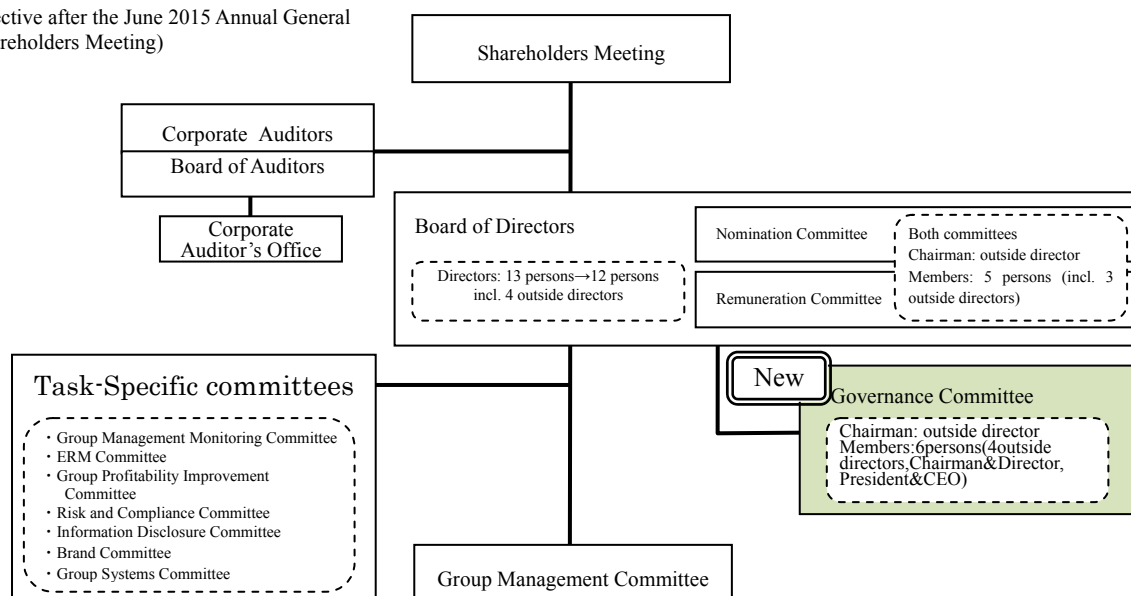 ective after the June 2015 Annual General
reholders Meeting)
Shareholders Meeting
Corporate Auditors
Board of Auditors
Corporate
Auditor’s Office
Board of Directors
Directors: 13 persons→12 persons
incl. 4 outside directors
Nomination Committee
Remuneration Committee
Both committees
Chairman: outside director
Members: 5 persons (incl. 3
outside directors)
Task-Specific committees
・Group Management Monitoring Committee
・ERM Committee
・Group Profitability Improvement
Committee
・Risk and Compliance Committee
・Information Disclosure Committee
・Brand Committee
・Group Systems Committee
New
Governance Committee
Chairman: outside director
Members:6persons(4outside
directors,Chairman&Director,
President&CEO)
Group Management Committee